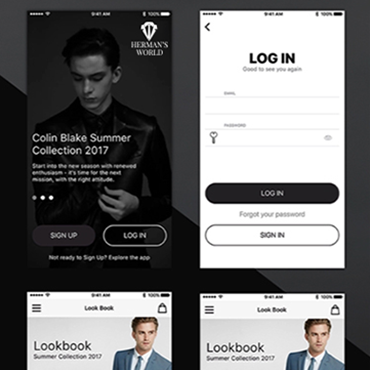 9:41 AM
100%
HERMAN'S
WORLD
Colin Blake Summer
Collection 2017
Start into the new season with renewed
enthusiasm – it's time for the next
mission, with the right attitude.
SIGN UP
LOG IN
Not ready to Sign Up? Explore the app
9:41 AM
100%
LOG IN
Good to see you again
EMAIL
PASSWORD
LOG IN
Forgot your password
SIGN IN
9:41 AM
100%
Look Book
Lookbook
Summer Collection 2017
9:41 AM
100%
Look Book
Lookbook
Summer Collection 2017